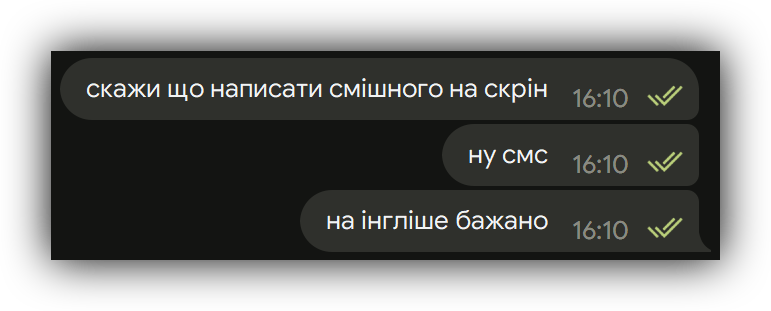 скажи що написати смішного на скрін 16:10
ну смс 16:10
на інгліше бажано 16:10